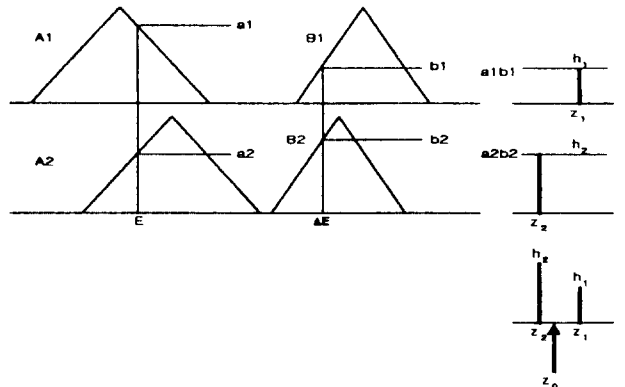 A1
a1
B1
b1
a1b1
h₁
z₁
A2
a2
B2
b2
a2b2
h₂
z₂
E
ΔE
h₂
h₁
z₂
z₁
z₀